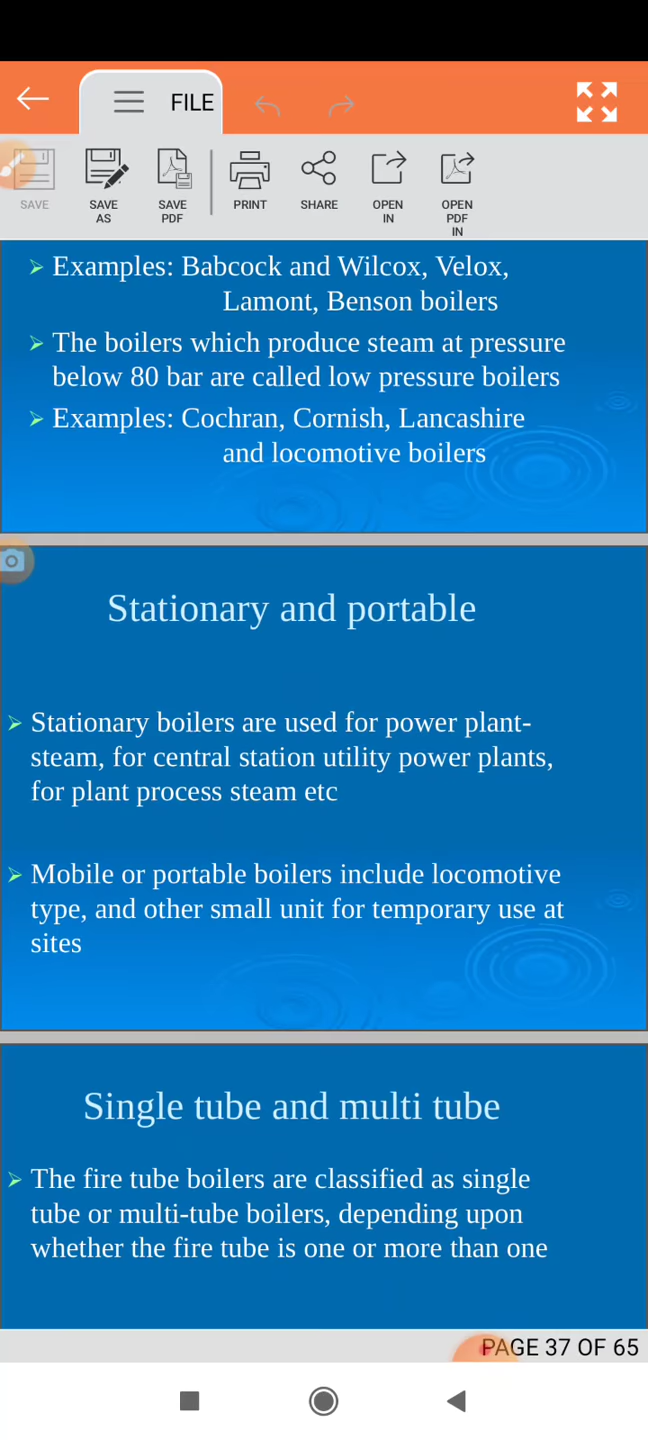 FILE
SAVE
SAVE
AS
SAVE
PDF
PRINT
SHARE
OPEN
IN
OPEN
PDF
IN
Examples: Babcock and Wilcox, Velox,
Lamont, Benson boilers
The boilers which produce steam at pressure
below 80 bar are called low pressure boilers
Examples: Cochran, Cornish, Lancashire
and locomotive boilers
Stationary and portable
Stationary boilers are used for power plant-
steam, for central station utility power plants,
for plant process steam etc
Mobile or portable boilers include locomotive
type, and other small unit for temporary use at
sites
Single tube and multi tube
The fire tube boilers are classified as single
tube or multi-tube boilers, depending upon
whether the fire tube is one or more than one
PAGE 37 OF 65